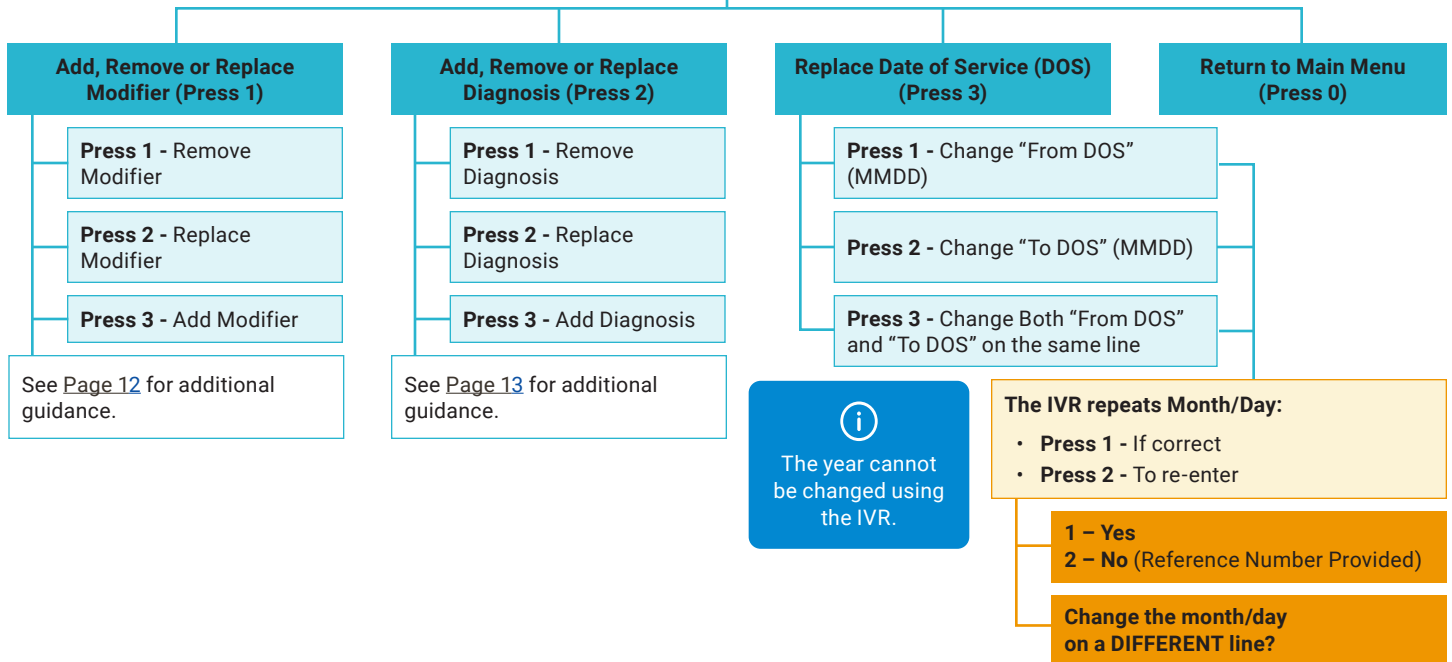 Add, Remove or Replace
Modifier (Press 1)
Press 1 - Remove
Modifier
Press 2 - Replace
Modifier
Press 3 - Add Modifier
See Page 12 for additional
guidance.
Add, Remove or Replace
Diagnosis (Press 2)
Press 1 - Remove
Diagnosis
Press 2 - Replace
Diagnosis
Press 3 - Add Diagnosis
See Page 13 for additional
guidance.
Replace Date of Service (DOS)
(Press 3)
Press 1 - Change “From DOS”
(MMDD)
Press 2 - Change “To DOS” (MMDD)
Press 3 - Change Both “From DOS”
and “To DOS” on the same line
i
The year cannot
be changed using
the IVR.
Return to Main Menu
(Press 0)
The IVR repeats Month/Day:
• Press 1 - If correct
• Press 2 - To re-enter
1 – Yes
2 – No (Reference Number Provided)
Change the month/day
on a DIFFERENT line?